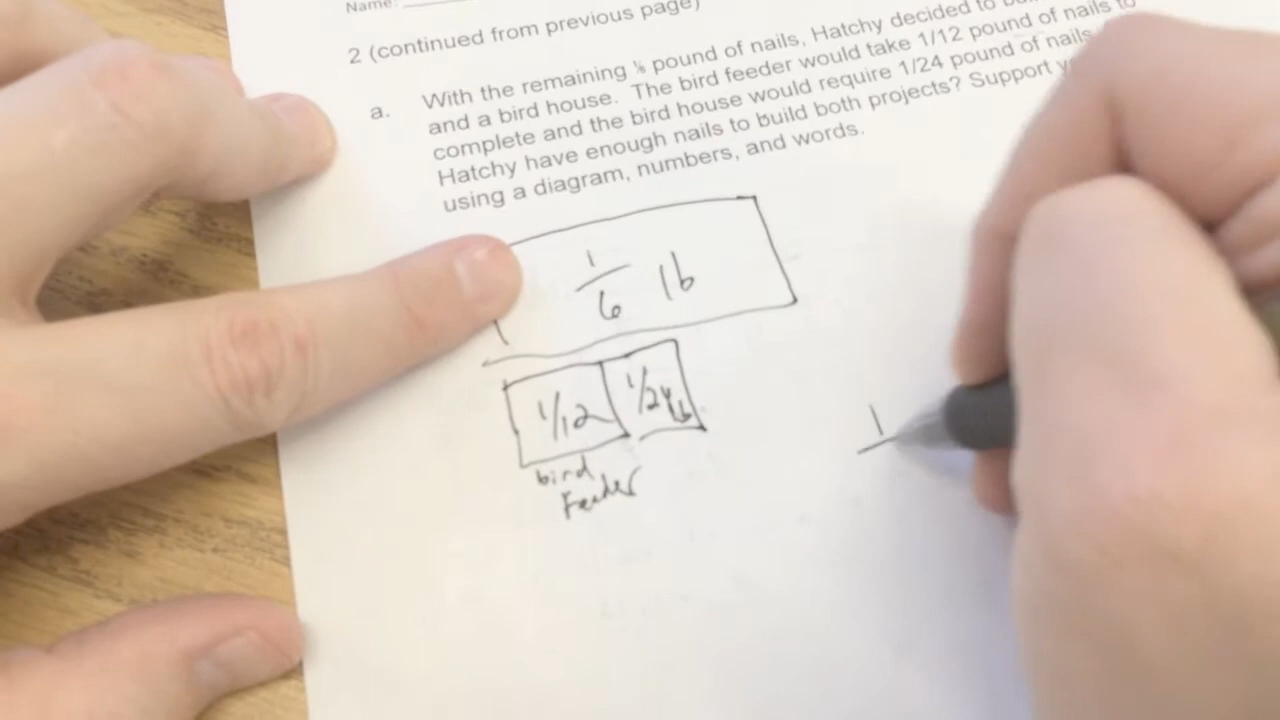 Name:
2 (continued from previous page)
a. With the remaining ⅙ pound of nails, Hatchy decided to
and a bird house. The bird feeder would take 1/12 pound of nails to
complete and the bird house would require 1/24 pound of nails
Hatchy have enough nails to build both projects? Support
using a diagram, numbers, and words.
1/6 lb
1/12 1/24 lb
bird
Feeder
1